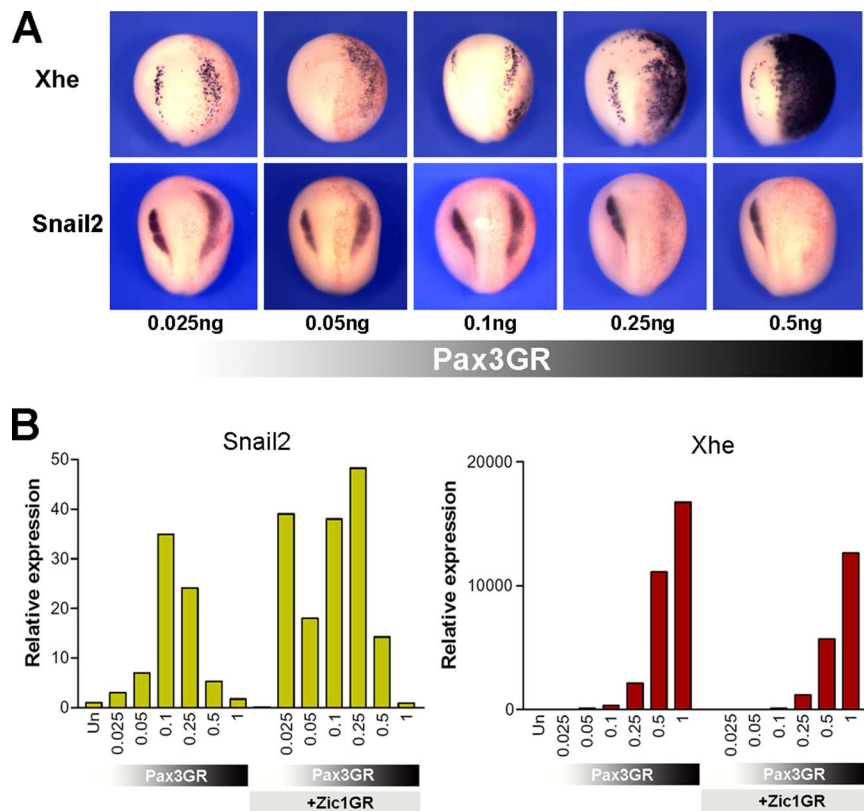 A
Xhe
Snail2
0.025ng 0.05ng 0.1ng 0.25ng 0.5ng
Pax3GR
B
Snail2
Relative expression
50
40
30
20
10
0
Un 0.025 0.05 0.1 0.25 0.5 1 0.025 0.05 0.1 0.25 0.5 1
Pax3GR Pax3GR
+Zic1GR
Xhe
Relative expression
20000
10000
0
Un 0.025 0.05 0.1 0.25 0.5 1 0.025 0.05 0.1 0.25 0.5 1
Pax3GR Pax3GR
+Zic1GR